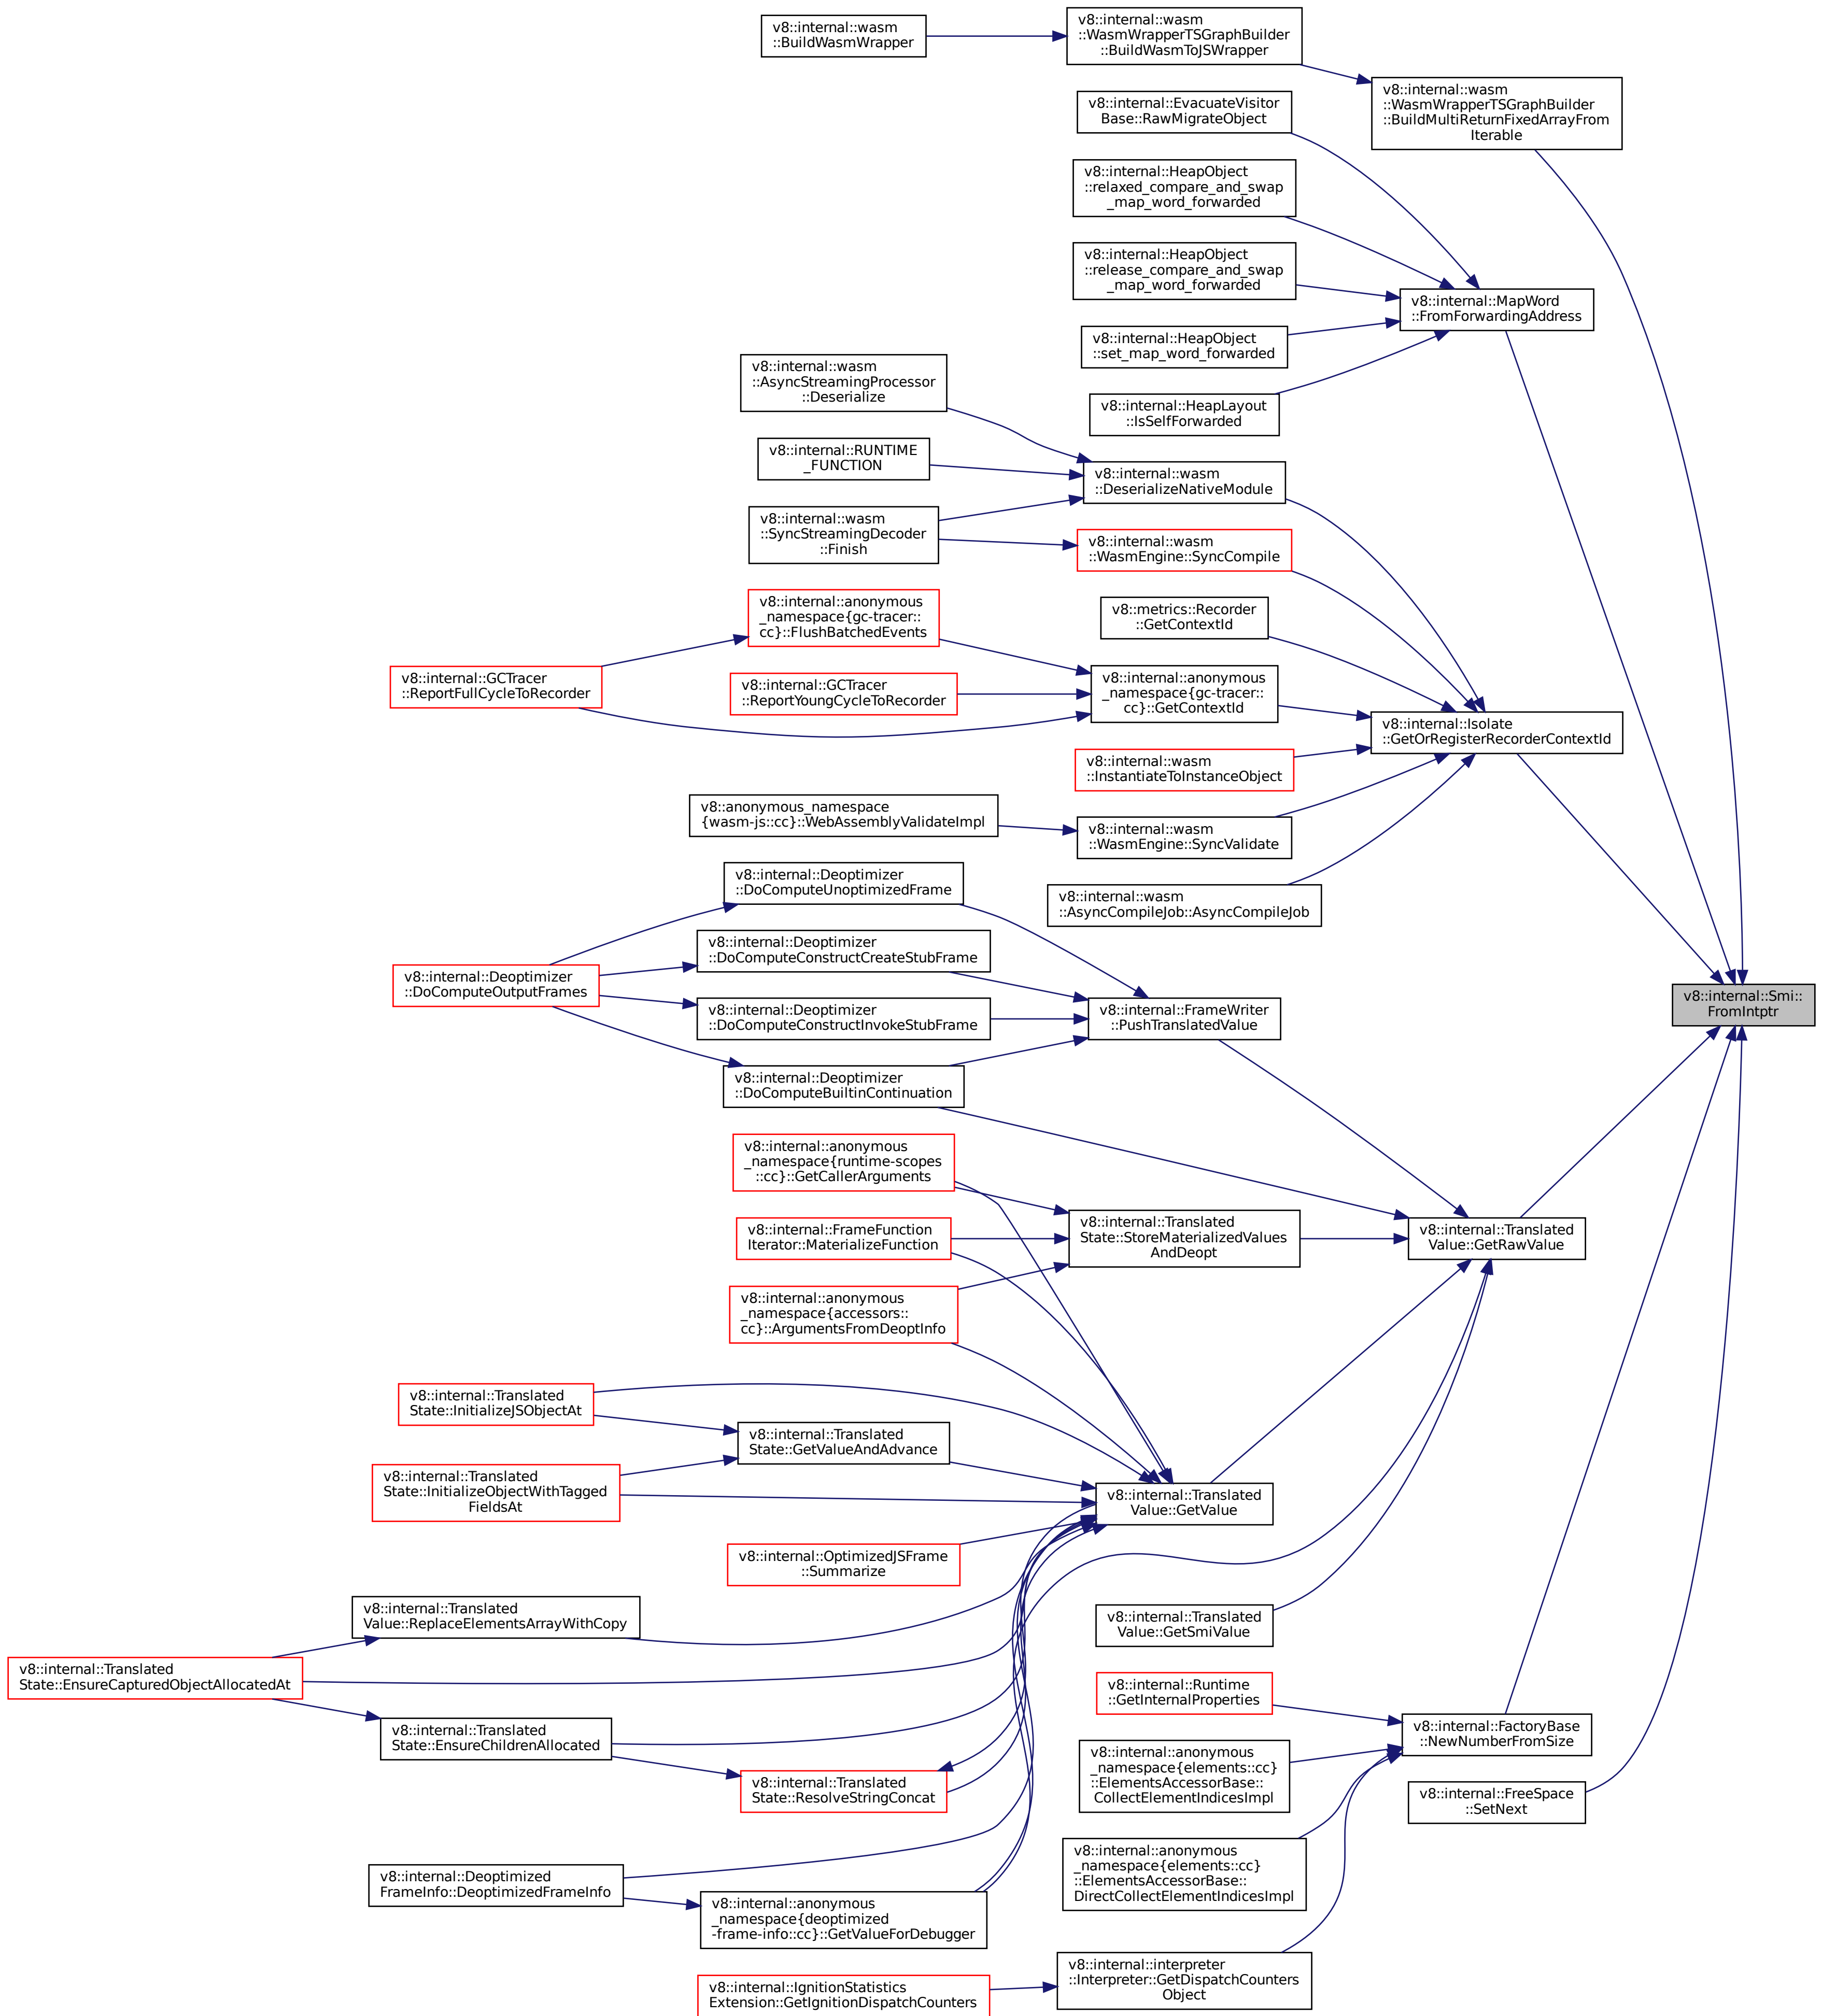 v8::internal::wasm
::BuildWasmWrapper
v8::internal::wasm
::WasmWrapperTSGraphBuilder
::BuildWasmToJSWrapper
v8::internal::wasm
::WasmWrapperTSGraphBuilder
::BuildMultiReturnFixedArrayFrom
Iterable
v8::internal::EvacuateVisitor
Base::RawMigrateObject
v8::internal::HeapObject
::relaxed_compare_and_swap
_map_word_forwarded
v8::internal::HeapObject
::release_compare_and_swap
_map_word_forwarded
v8::internal::MapWord
::FromForwardingAddress
v8::internal::HeapObject
::set_map_word_forwarded
v8::internal::HeapLayout
::IsSelfForwarded
v8::internal::wasm
::AsyncStreamingProcessor
::Deserialize
v8::internal::RUNTIME
_FUNCTION
v8::internal::wasm
::DeserializeNativeModule
v8::internal::wasm
::SyncStreamingDecoder
::Finish
v8::internal::wasm
::WasmEngine::SyncCompile
v8::internal::anonymous
_namespace{gc-tracer::
cc}::FlushBatchedEvents
v8::metrics::Recorder
::GetContextId
v8::internal::GCTracer
::ReportFullCycleToRecorder
v8::internal::GCTracer
::ReportYoungCycleToRecorder
v8::internal::anonymous
_namespace{gc-tracer::
cc}::GetContextId
v8::internal::Isolate
::GetOrRegisterRecorderContextId
v8::internal::wasm
::InstantiateToInstanceObject
v8::anonymous_namespace
{wasm-js::cc}::WebAssemblyValidateImpl
v8::internal::wasm
::WasmEngine::SyncValidate
v8::internal::wasm
::AsyncCompileJob::AsyncCompileJob
v8::internal::Deoptimizer
::DoComputeUnoptimizedFrame
v8::internal::Deoptimizer
::DoComputeConstructCreateStubFrame
v8::internal::Deoptimizer
::DoComputeOutputFrames
v8::internal::Deoptimizer
::DoComputeConstructInvokeStubFrame
v8::internal::FrameWriter
::PushTranslatedValue
v8::internal::Smi::
FromIntptr
v8::internal::Deoptimizer
::DoComputeBuiltinContinuation
v8::internal::anonymous
_namespace{runtime-scopes
::cc}::GetCallerArguments
v8::internal::FrameFunction
Iterator::MaterializeFunction
v8::internal::Translated
State::StoreMaterializedValues
AndDeopt
v8::internal::Translated
Value::GetRawValue
v8::internal::anonymous
_namespace{accessors::
cc}::ArgumentsFromDeoptInfo
v8::internal::Translated
State::InitializeJSObjectAt
v8::internal::Translated
State::GetValueAndAdvance
v8::internal::Translated
State::InitializeObjectWithTagged
FieldsAt
v8::internal::Translated
Value::GetValue
v8::internal::OptimizedJSFrame
::Summarize
v8::internal::Translated
Value::ReplaceElementsArrayWithCopy
v8::internal::Translated
Value::GetSmiValue
v8::internal::Translated
State::EnsureCapturedObjectAllocatedAt
v8::internal::Runtime
::GetInternalProperties
v8::internal::Translated
State::EnsureChildrenAllocated
v8::internal::FactoryBase
::NewNumberFromSize
v8::internal::anonymous
_namespace{elements::cc}
::ElementsAccessorBase::
CollectElementIndicesImpl
v8::internal::Translated
State::ResolveStringConcat
v8::internal::FreeSpace
::SetNext
v8::internal::anonymous
_namespace{elements::cc}
::ElementsAccessorBase::
DirectCollectElementIndicesImpl
v8::internal::Deoptimized
FrameInfo::DeoptimizedFrameInfo
v8::internal::anonymous
_namespace{deoptimized
-frame-info::cc}::GetValueForDebugger
v8::internal::interpreter
::Interpreter::GetDispatchCounters
Object
v8::internal::IgnitionStatistics
Extension::GetIgnitionDispatchCounters